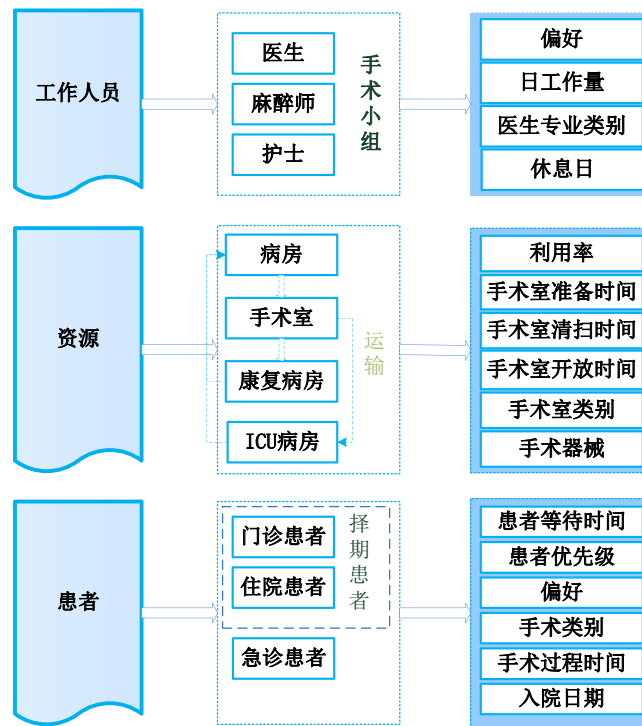 工作人员
医生
麻醉师
护士
手术小组
偏好
日工作量
医生专业类别
休息日
资源
病房
手术室
康复病房
ICU病房
运输
利用率
手术室准备时间
手术室清扫时间
手术室开放时间
手术室类别
手术器械
患者
门诊患者
住院患者
择期患者
急诊患者
患者等待时间
患者优先级
偏好
手术类别
手术过程时间
入院日期